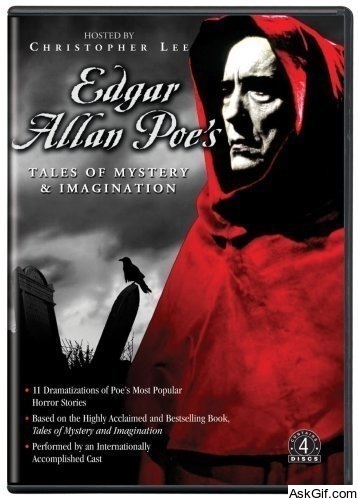 HOSTED BY
CHRISTOPHER LEE
Edgar
Allan Poe's
TALES OF MYSTERY
& IMAGINATION
• 11 Dramatizations of Poe's Most Popular
Horror Stories
• Based on the Highly Acclaimed and Bestselling Book,
Tales of Mystery and Imagination
• Performed by an Internationally
Accomplished Cast
CONTAINS
4
DISCS
AskGif.com